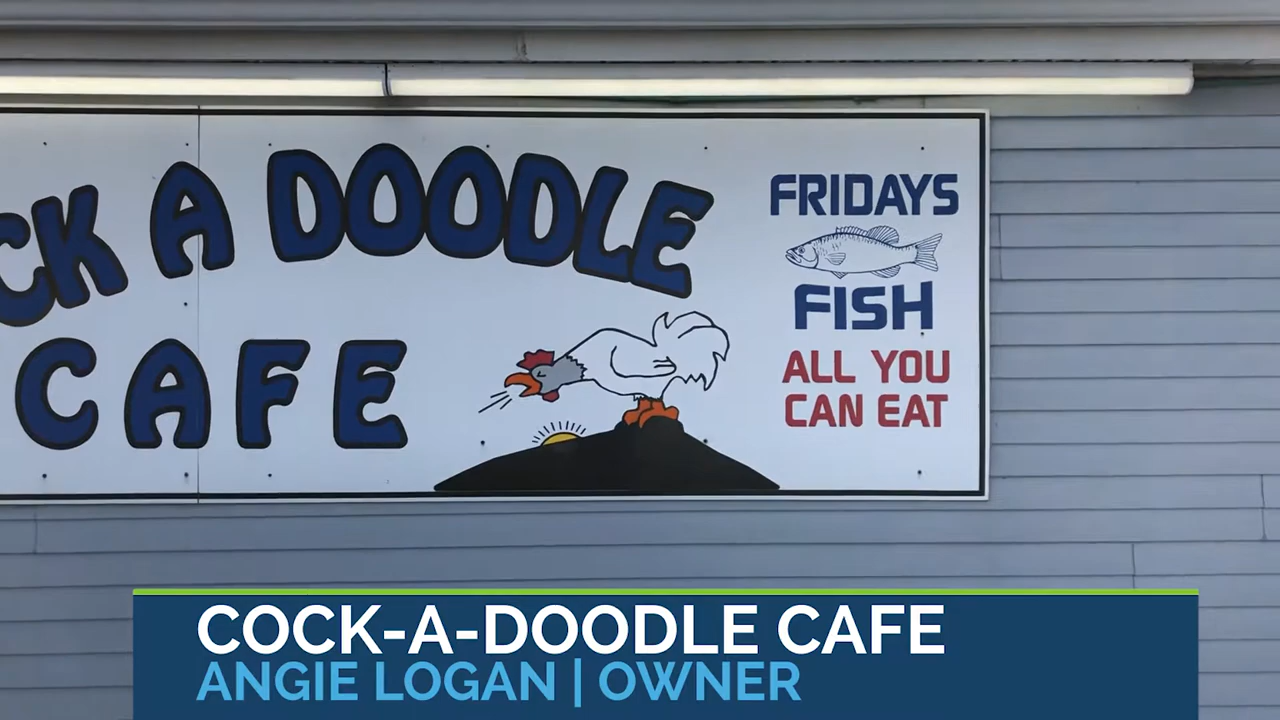 CK A DOODLE
CAFE
FRIDAYS
FISH
ALL YOU
CAN EAT
COCK-A-DOODLE CAFE
ANGIE LOGAN | OWNER